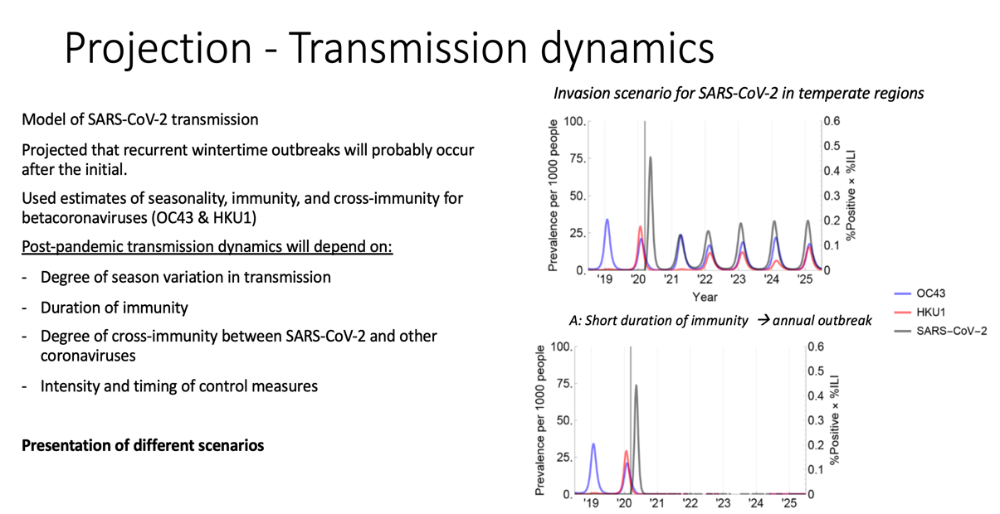 Projection - Transmission dynamics
Model of SARS-CoV-2 transmission
Projected that recurrent wintertime outbreaks will probably occur
after the initial.
Used estimates of seasonality, immunity, and cross-immunity for
betacoronaviruses (OC43 & HKU1)
Post-pandemic transmission dynamics will depend on:
- Degree of season variation in transmission
- Duration of immunity
- Degree of cross-immunity between SARS-CoV-2 and other
coronaviruses
- Intensity and timing of control measures
Presentation of different scenarios
Invasion scenario for SARS-CoV-2 in temperate regions
Prevalence per 1000 people
100.
75.
50.
25.
0.
0.6
0.5
0.4
0.3
0.2
0.1
0
%Positive × %ILI
'19 '20 '21 '22 '23 '24 '25
Year
A: Short duration of immunity → annual outbreak
OC43
HKU1
SARS-CoV-2
Prevalence per 1000 people
100.
75.
50.
25.
0.
0.6
0.5
0.4
0.3
0.2
0.1
0
%Positive × %ILI
'19 '20 '21 '22 '23 '24 '25